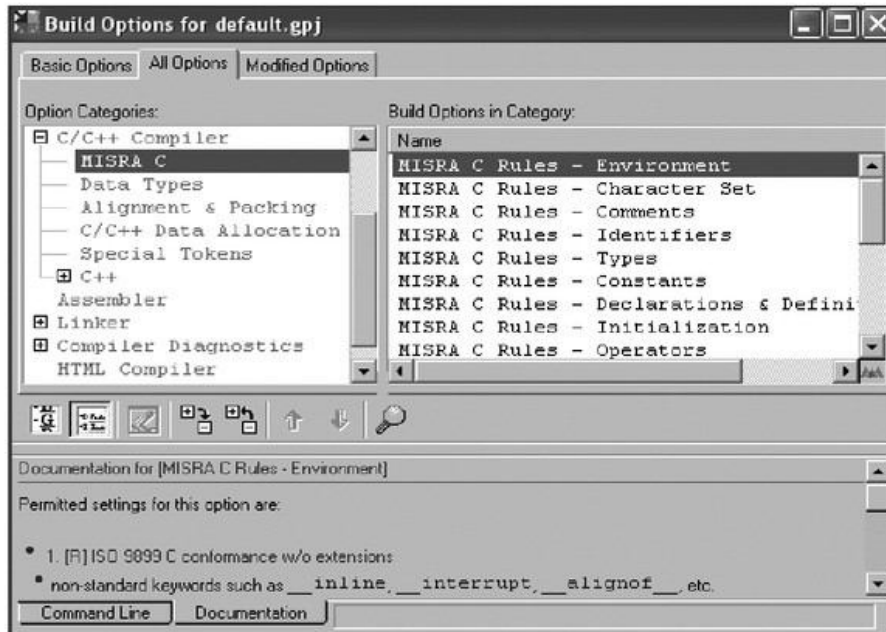 Build Options for default.gpj
Basic Options All Options Modified Options
Option Categories:
C/C++ Compiler
MISRA C
Data Types
Alignment & Packing
C/C++ Data Allocation
Special Tokens
C++
Assembler
Linker
Compiler Diagnostics
HTML Compiler
Build Options in Category:
Name
MISRA C Rules - Environment
MISRA C Rules - Character Set
MISRA C Rules - Comments
MISRA C Rules - Identifiers
MISRA C Rules - Types
MISRA C Rules - Constants
MISRA C Rules - Declarations & Defini
MISRA C Rules - Initialization
MISRA C Rules - Operators
Documentation for [MISRA C Rules - Environment]
Permitted settings for this option are:
• 1. [R] ISO 9899 C conformance w/o extensions
• non-standard keywords such as __inline, __interrupt, __alignof__, etc.
Command Line Documentation